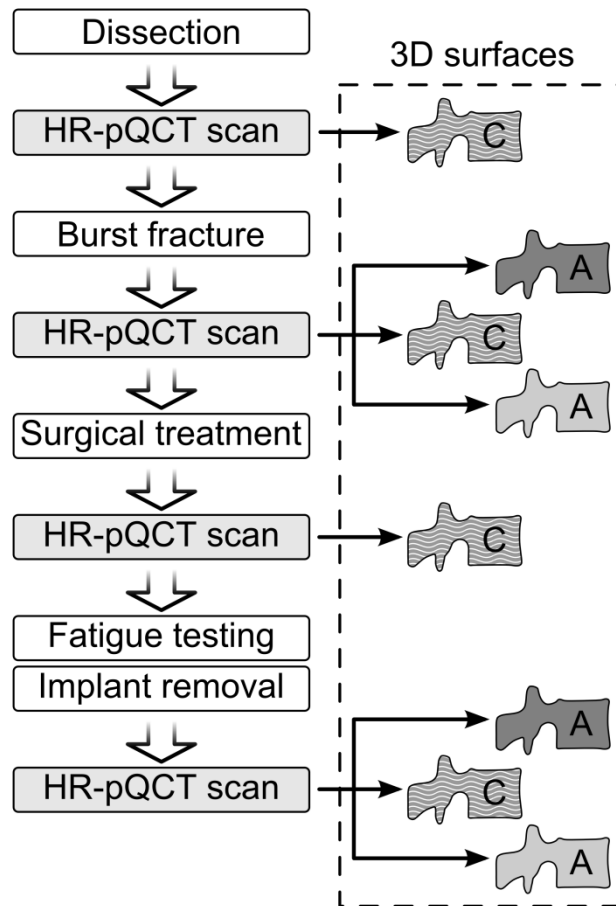 Dissection
3D surfaces
HR-pQCT scan
C
Burst fracture
A
HR-pQCT scan
C
A
Surgical treatment
HR-pQCT scan
C
Fatigue testing
Implant removal
A
HR-pQCT scan
C
A